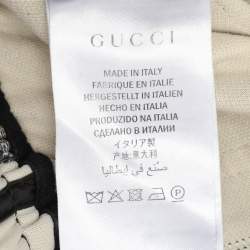 GUCCI
MADE IN ITALY
FABRIQUE EN ITALIE
HERGESTELLT IN ITALIEN
HECHO EN ITALIA
PRODUZIDO NA ITALIA
СДЕЛАНО В ИТАЛИИ
イタリア製
产地:意大利
صنع في إيطاليا